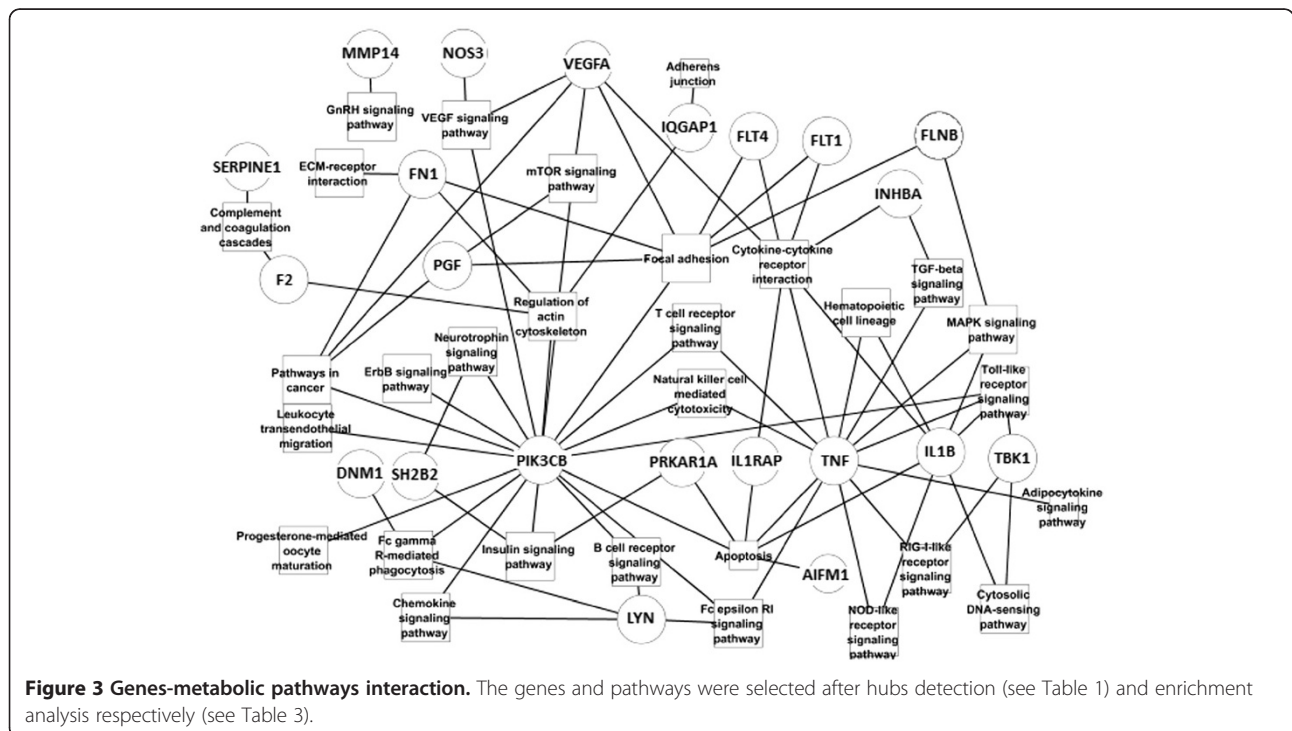 MMP14
NOS3
VEGFA
Adherens
junction
GnRH signaling
pathway
VEGF signaling
pathway
IQGAP1
FLT4
FLT1
FLNB
SERPINE1
ECM-receptor
interaction
FN1
mTOR signaling
pathway
INHBA
Complement
and coagulation
cascades
F2
PGF
Focal adhesion
Cytokine-cytokine
receptor
interaction
TGF-beta
signaling
pathway
Regulation of
actin
cytoskeleton
T cell receptor
signaling
pathway
Hematopoietic
cell lineage
MAPK signaling
pathway
Neurotrophin
signaling
pathway
ErbB signaling
pathway
Pathways in
cancer
Natural killer cell
mediated
cytotoxicity
Toll-like
receptor
signaling
pathway
Leukocyte
transendothelial
migration
DNM1
SH2B2
PIK3CB
PRKAR1A
IL1RAP
TNF
IL1B
TBK1
Adipocytokine
signaling
pathway
Progesterone-mediated
oocyte
maturation
Fc gamma
R-mediated
phagocytosis
Insulin signaling
pathway
B cell receptor
signaling
pathway
Apoptosis
AIFM1
RIG-I-like
receptor
signaling
pathway
Chemokine
signaling
pathway
LYN
Fc epsilon RI
signaling
pathway
NOD-like
receptor
signaling
pathway
Cytosolic
DNA-sensing
pathway
Figure 3 Genes-metabolic pathways interaction. The genes and pathways were selected after hubs detection (see Table 1) and enrichment
analysis respectively (see Table 3).